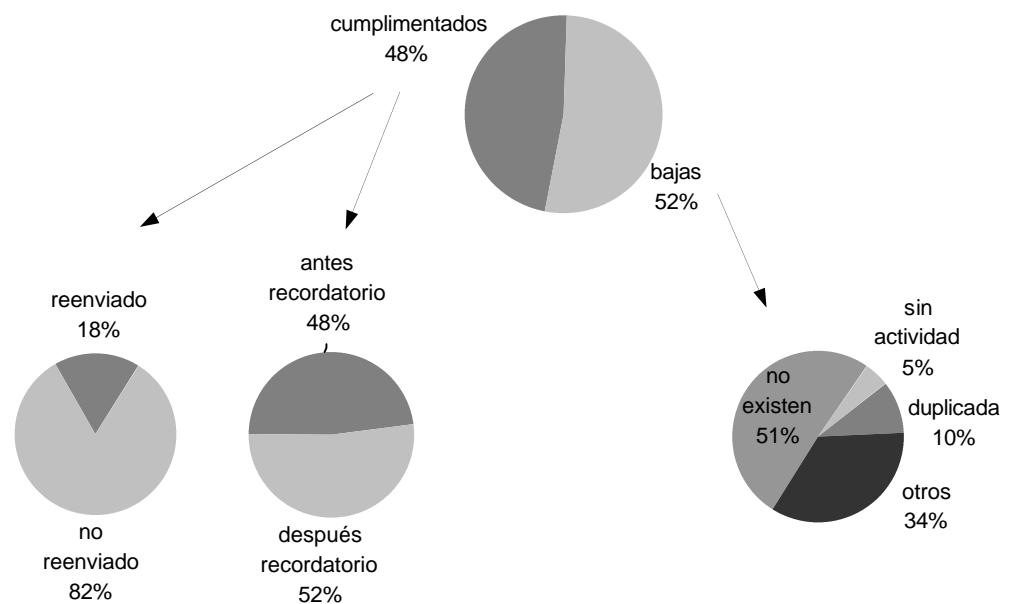 cumplimentados
48%
bajas
52%
reenviado
18%
no
reenviado
82%
antes
recordatorio
48%
después
recordatorio
52%
sin
actividad
5%
no
existen
51%
duplicada
10%
otros
34%